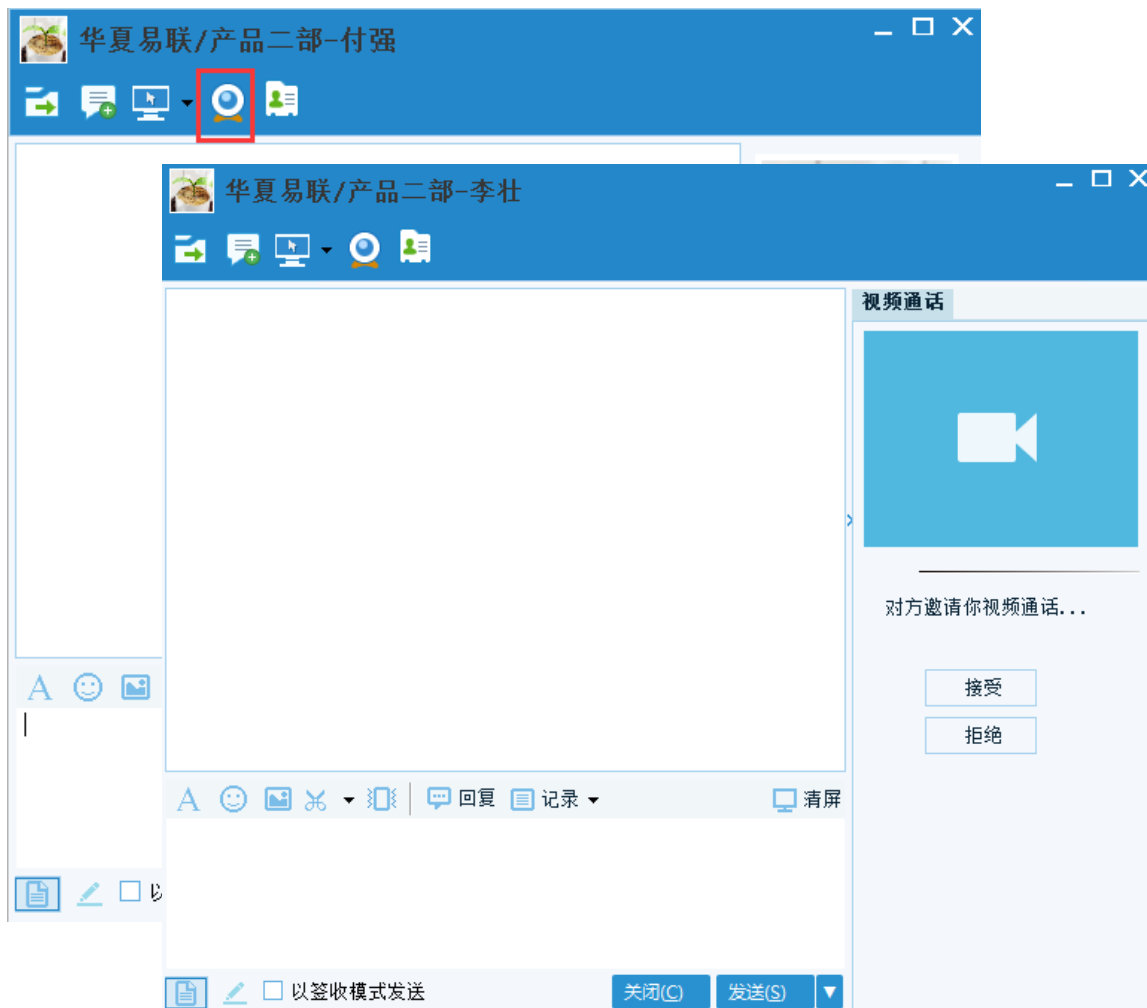 华夏易联/产品二部-付强
华夏易联/产品二部-李壮
视频通话
对方邀请你视频通话...
接受
拒绝
回复 记录 清屏
以签收模式发送 关闭(C) 发送(S)